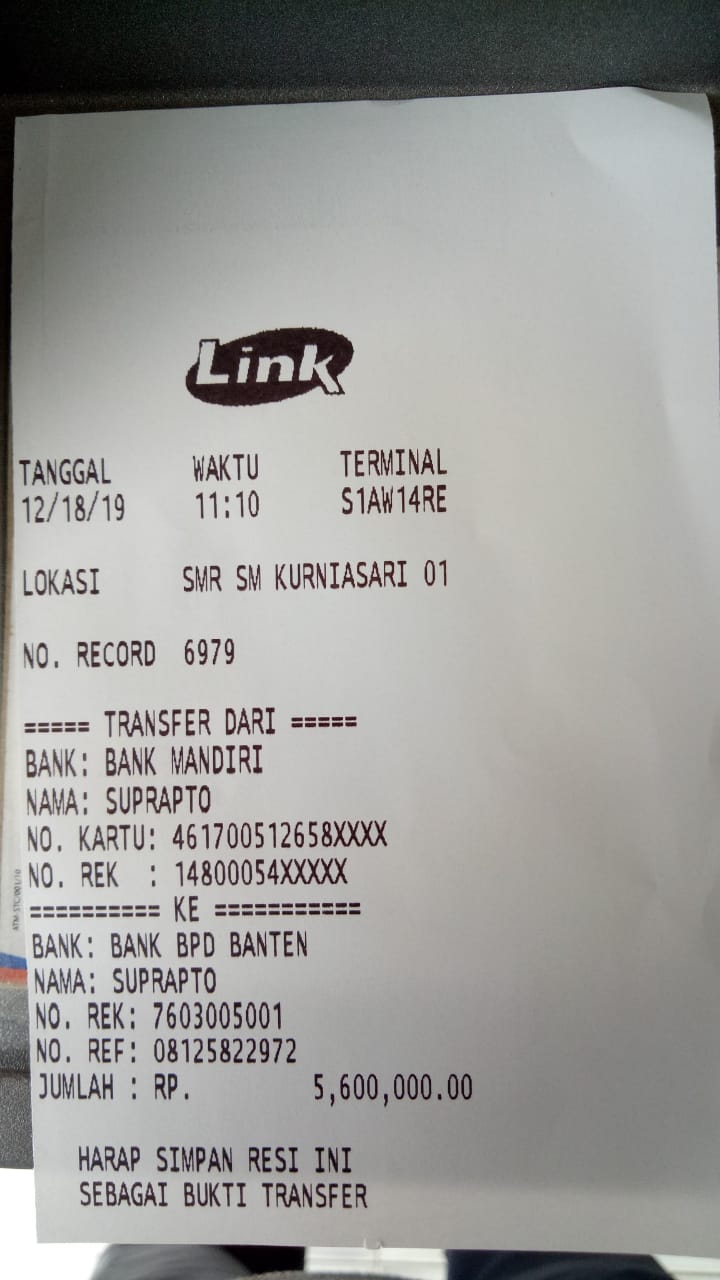 Link
TANGGAL WAKTU TERMINAL
12/18/19 11:10 S1AW14RE
LOKASI SMR SM KURNIASARI 01
NO. RECORD 6979
===== TRANSFER DARI =====
BANK: BANK MANDIRI
NAMA: SUPRAPTO
NO. KARTU: 461700512658XXXX
NO. REK : 14800054XXXXX
========== KE ===========
BANK: BANK BPD BANTEN
NAMA: SUPRAPTO
NO. REK: 7603005001
NO. REF: 08125822972
JUMLAH : RP. 5,600,000.00
HARAP SIMPAN RESI INI
SEBAGAI BUKTI TRANSFER